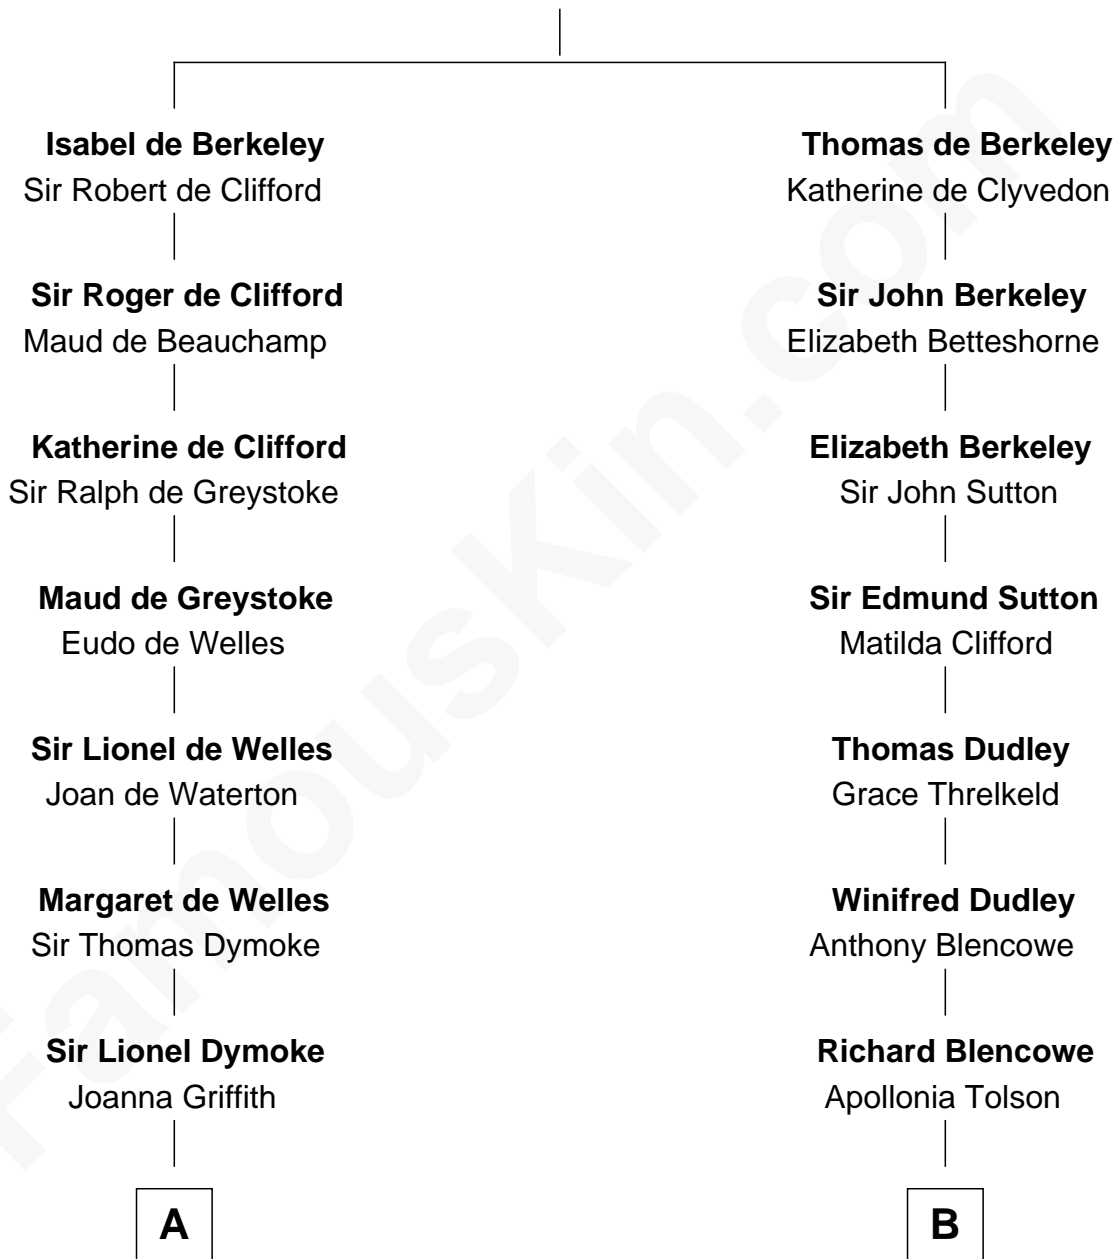 Isabel de Berkeley
Sir Robert de Clifford
Sir Roger de Clifford
Maud de Beauchamp
Katherine de Clifford
Sir Ralph de Greystoke
Maud de Greystoke
Eudo de Welles
Sir Lionel de Welles
Joan de Waterton
Margaret de Welles
Sir Thomas Dymoke
Sir Lionel Dymoke
Joanna Griffith
A
Thomas de Berkeley
Katherine de Clyvedon
Sir John Berkeley
Elizabeth Betteshorne
Elizabeth Berkeley
Sir John Sutton
Sir Edmund Sutton
Matilda Clifford
Thomas Dudley
Grace Threlkeld
Winifred Dudley
Anthony Blencowe
Richard Blencowe
Apollonia Tolson
B
FamousKin.com